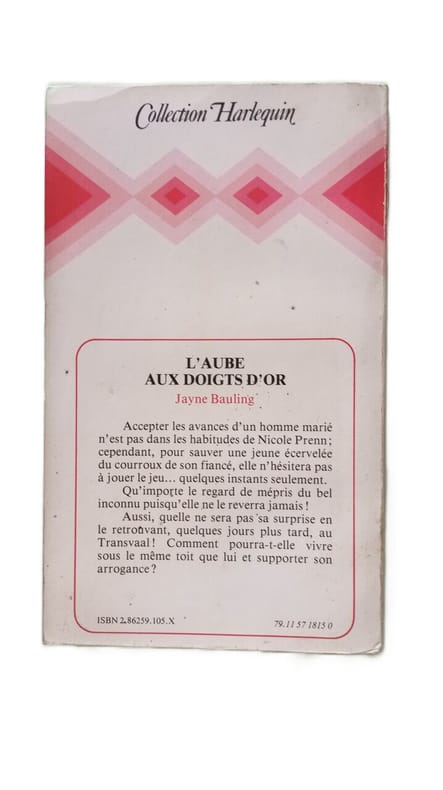 Collection Harlequin
L'AUBE
AUX DOIGTS D'OR
Jayne Bauling
Accepter les avances d'un homme marié
n'est pas dans les habitudes de Nicole Prenn;
cependant, pour sauver une jeune écervelée
du courroux de son fiancé, elle n'hésitera pas
à jouer le jeu... quelques instants seulement.
Qu'importe le regard de mépris du bel
inconnu puisqu'elle ne le reverra jamais!
Aussi, quelle ne sera pas sa surprise en
le retrouvant, quelques jours plus tard, au
Transvaal! Comment pourra-t-elle vivre
sous le même toit que lui et supporter son
arrogance?
ISBN 2.86259.105.X
79.11 57 1815 0